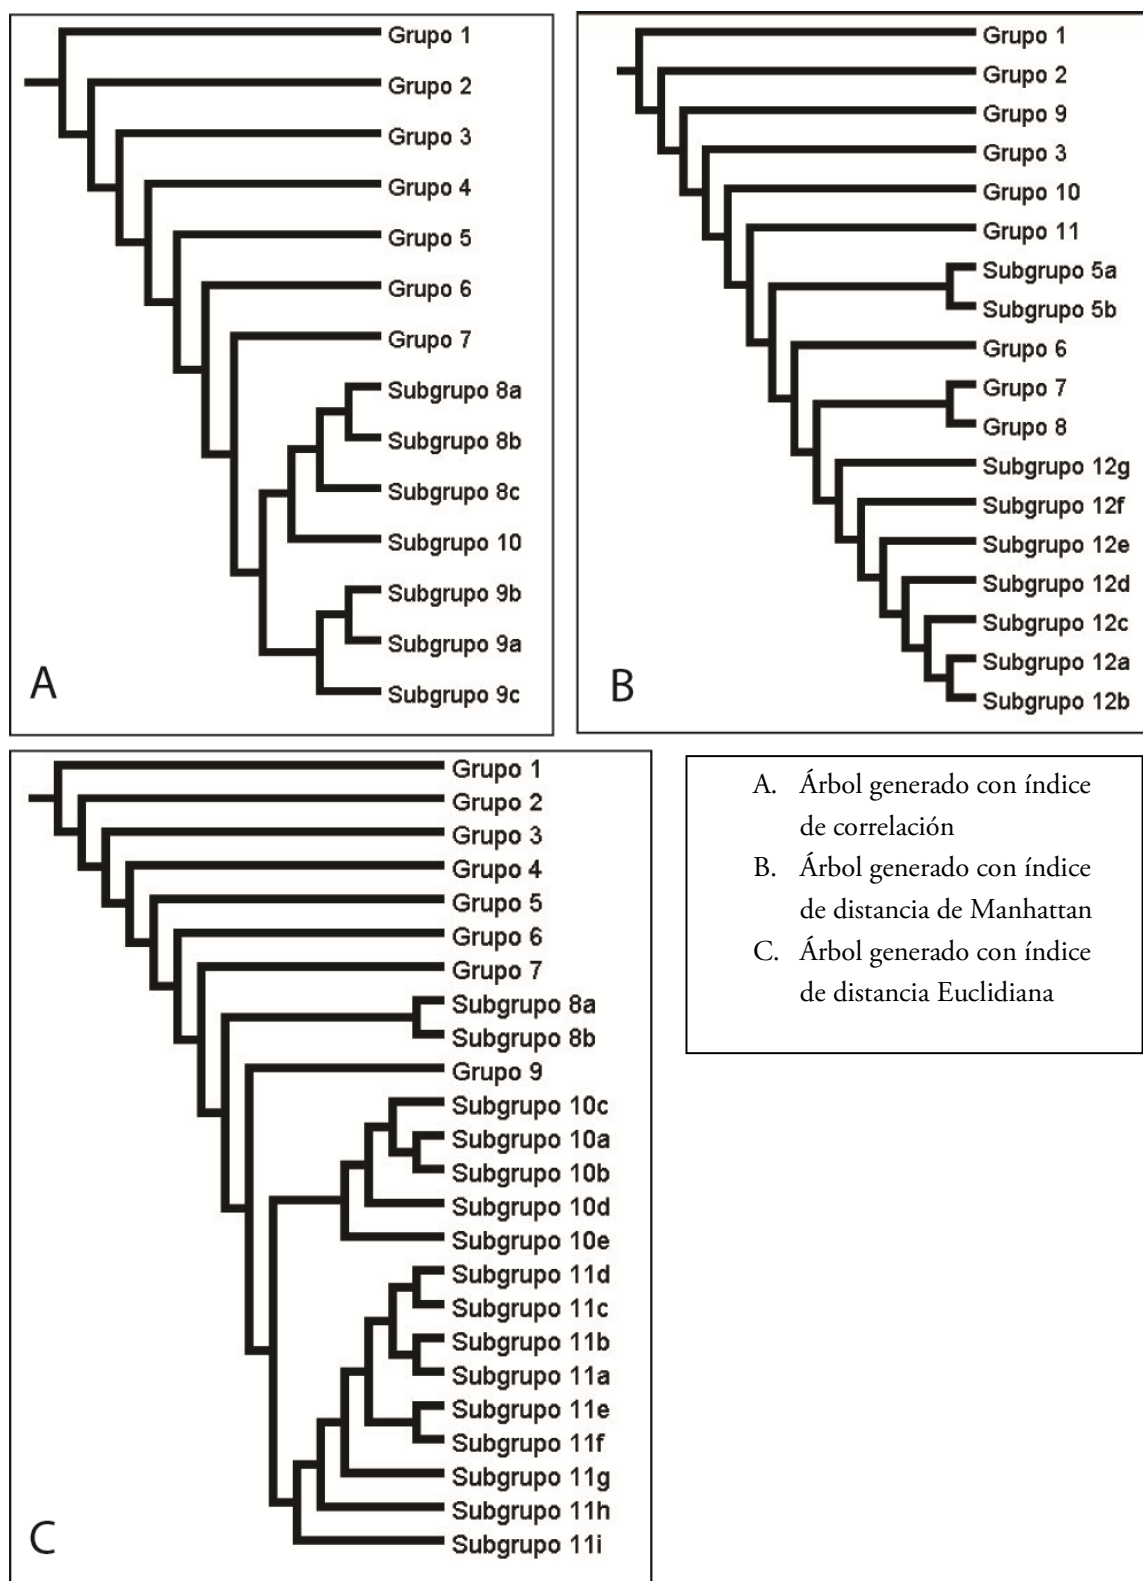 Grupo 1
Grupo 2
Grupo 3
Grupo 4
Grupo 5
Grupo 6
Grupo 7
Subgrupo 8a
Subgrupo 8b
Subgrupo 8c
Subgrupo 10
Subgrupo 9b
Subgrupo 9a
Subgrupo 9c
A
Grupo 1
Grupo 2
Grupo 9
Grupo 3
Grupo 10
Grupo 11
Subgrupo 5a
Subgrupo 5b
Grupo 6
Grupo 7
Grupo 8
Subgrupo 12g
Subgrupo 12f
Subgrupo 12e
Subgrupo 12d
Subgrupo 12c
Subgrupo 12a
Subgrupo 12b
B
Grupo 1
Grupo 2
Grupo 3
Grupo 4
Grupo 5
Grupo 6
Grupo 7
Subgrupo 8a
Subgrupo 8b
Grupo 9
Subgrupo 10c
Subgrupo 10a
Subgrupo 10b
Subgrupo 10d
Subgrupo 10e
Subgrupo 11d
Subgrupo 11c
Subgrupo 11b
Subgrupo 11a
Subgrupo 11e
Subgrupo 11f
Subgrupo 11g
Subgrupo 11h
Subgrupo 11i
C
A. Árbol generado con índice
de correlación
B. Árbol generado con índice
de distancia de Manhattan
C. Árbol generado con índice
de distancia Euclidiana